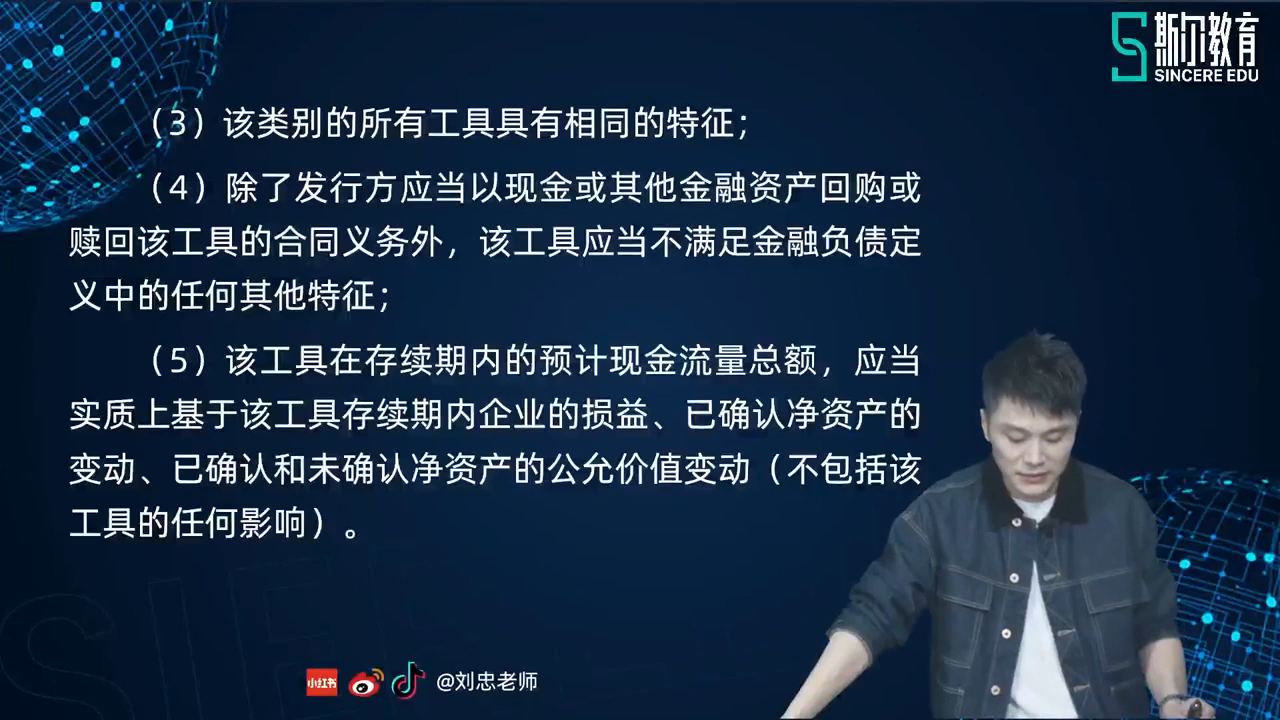 斯尔教育
SINCERE EDU
（3）该类别的所有工具具有相同的特征；
（4）除了发行方应当以现金或其他金融资产回购或
赎回该工具的合同义务外，该工具应当不满足金融负债定
义中的任何其他特征；
（5）该工具在存续期内的预计现金流量总额，应当
实质上基于该工具存续期内企业的损益、已确认净资产的
变动、已确认和未确认净资产的公允价值变动（不包括该
工具的任何影响）。
小红书
@刘忠老师